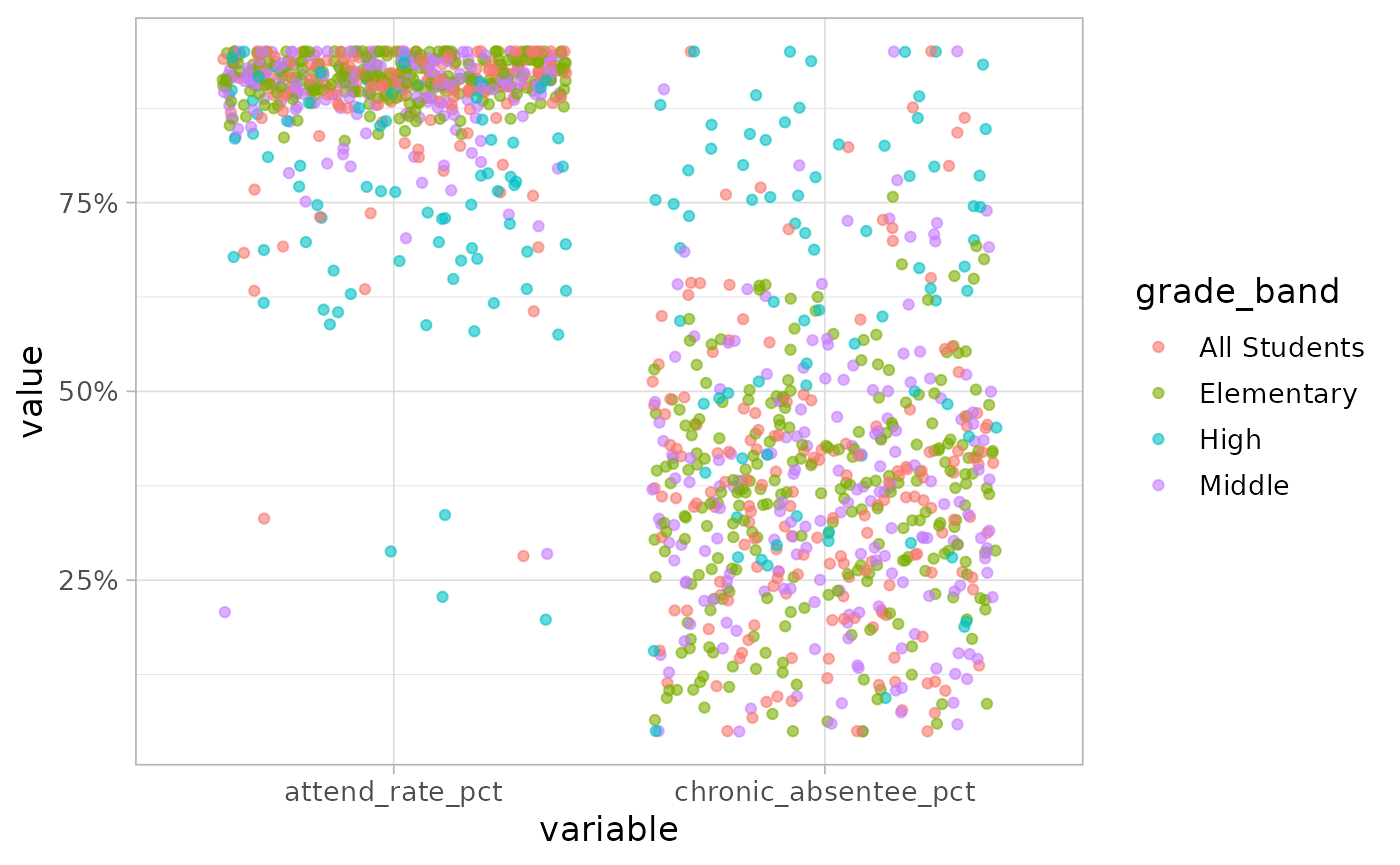 75%
50%
25%
value
attend_rate_pct
chronic_absentee_pct
variable
grade_band
All Students
Elementary
High
Middle